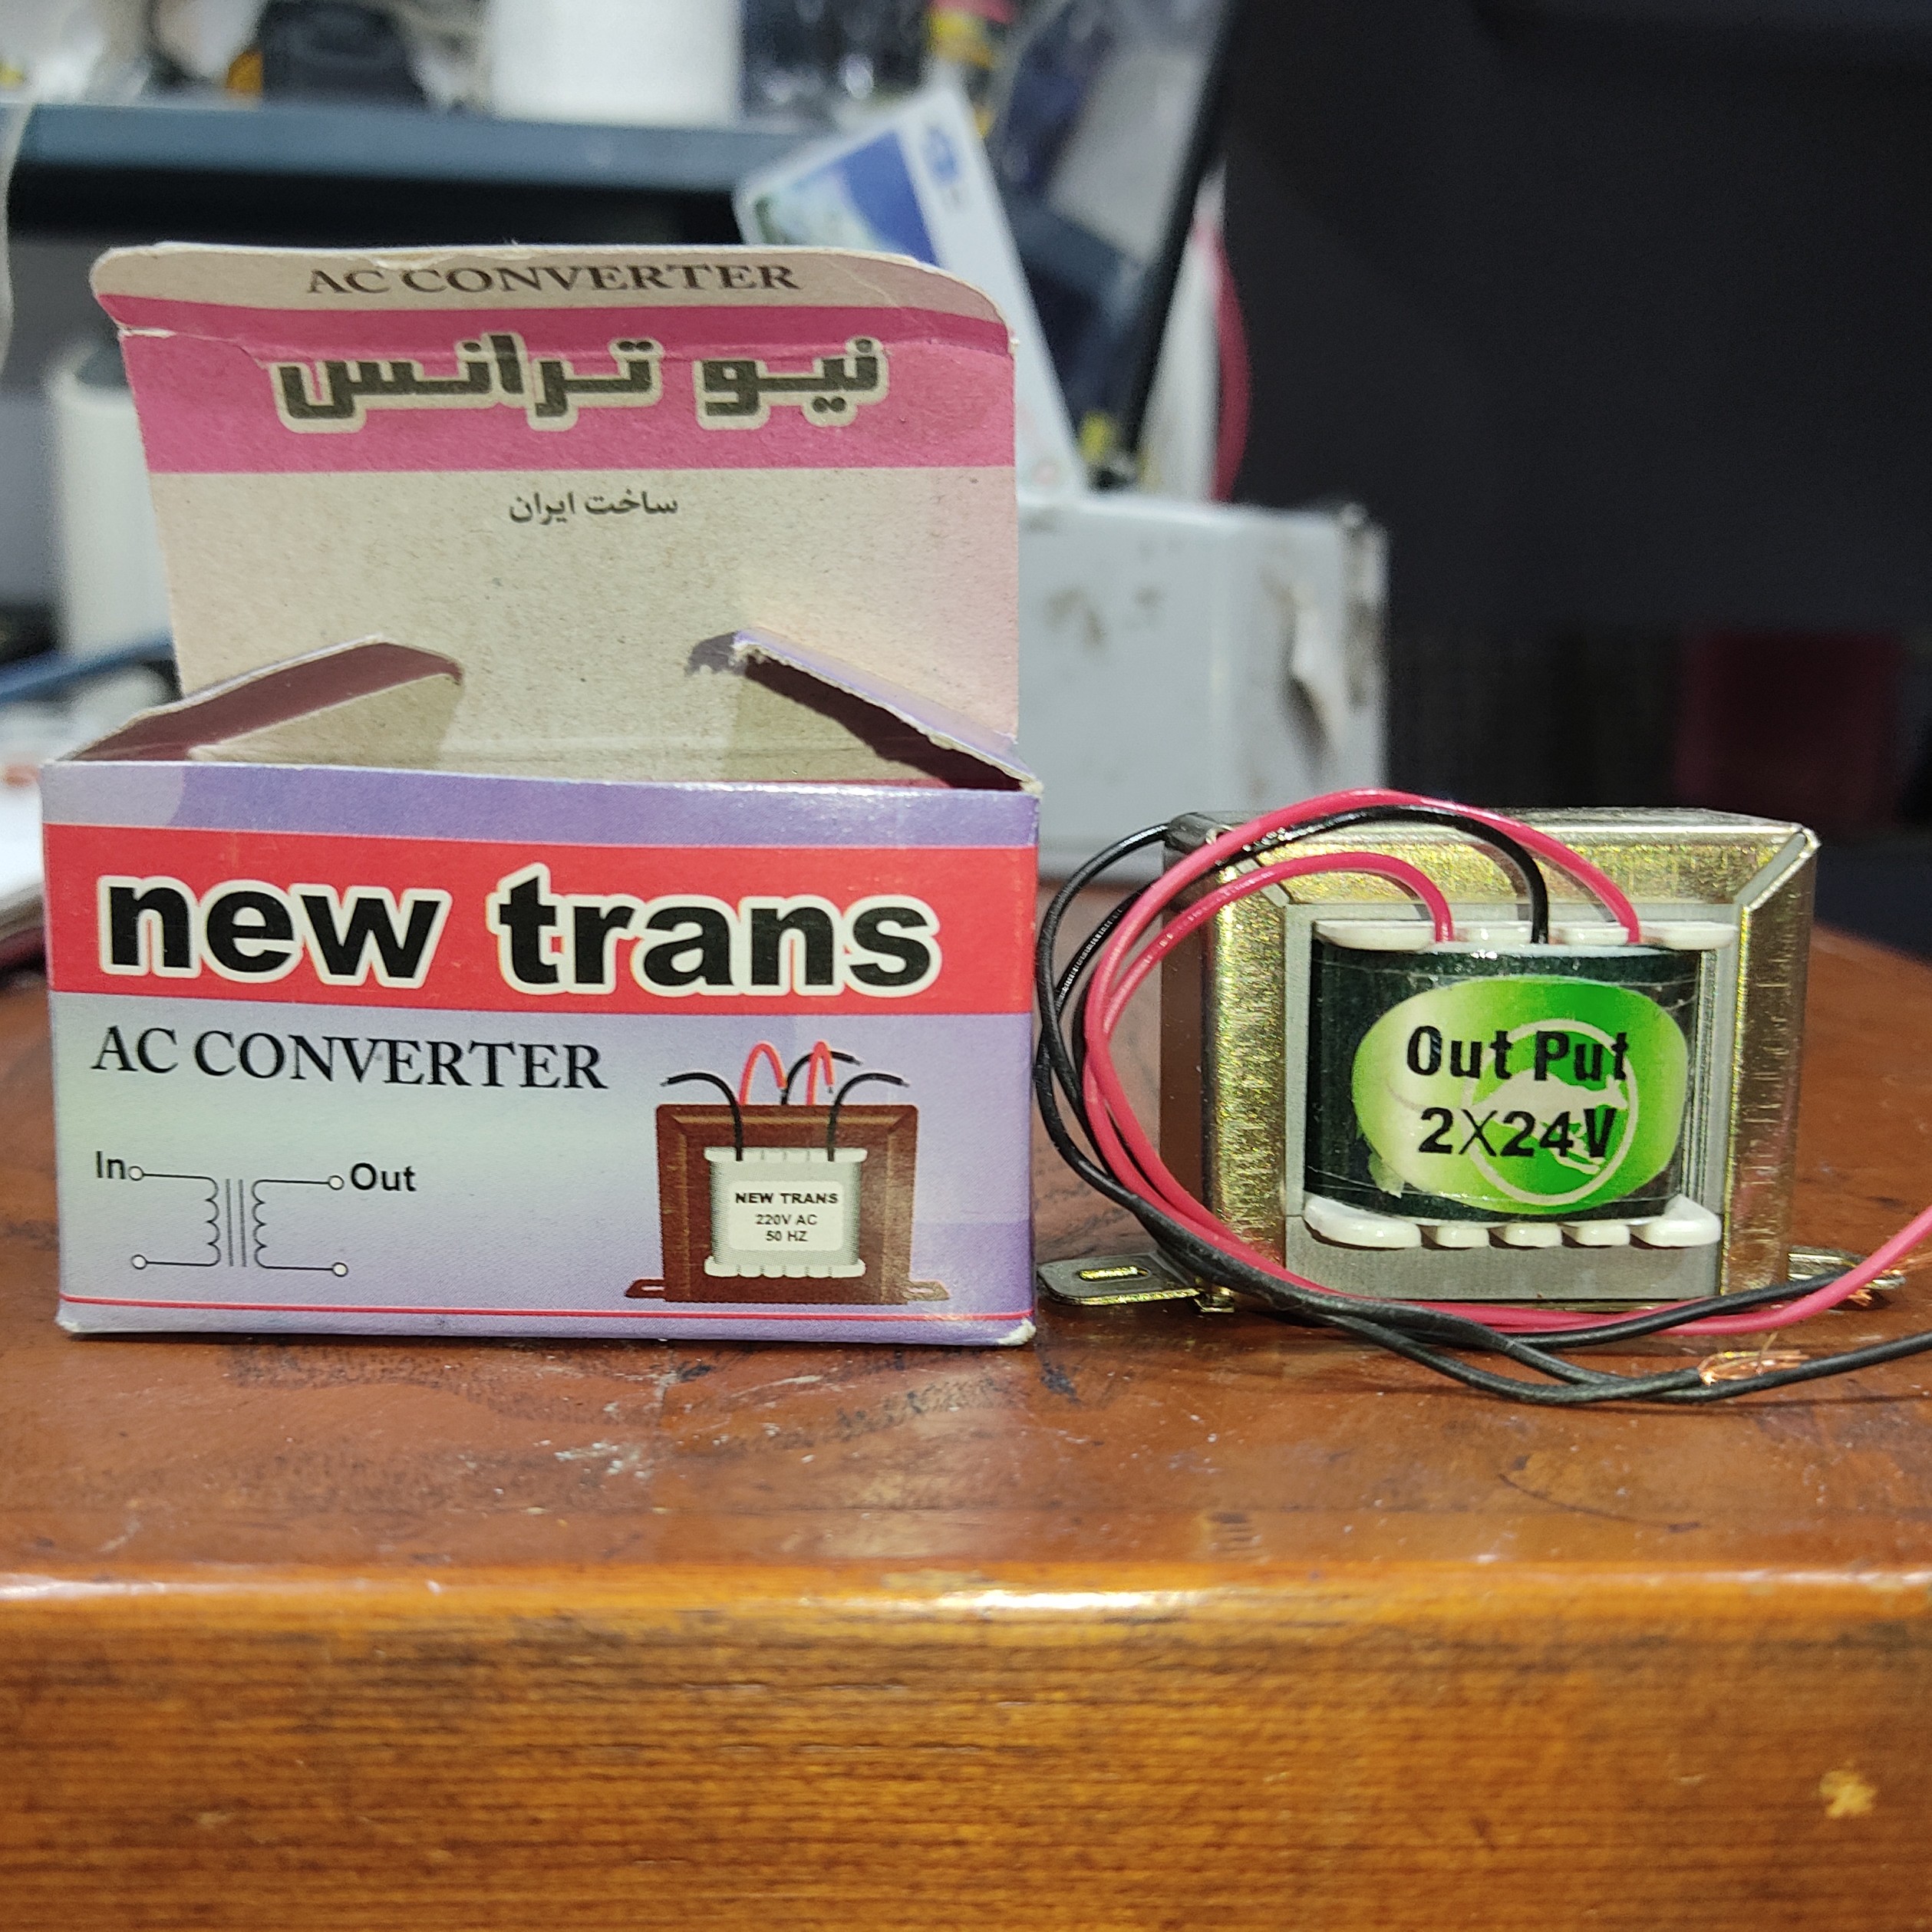 AC CONVERTER
نیو ترانس
ساخت ایران
new trans
AC CONVERTER
In
Out
NEW TRANS
220V AC
50 HZ
Out Put
2X24V